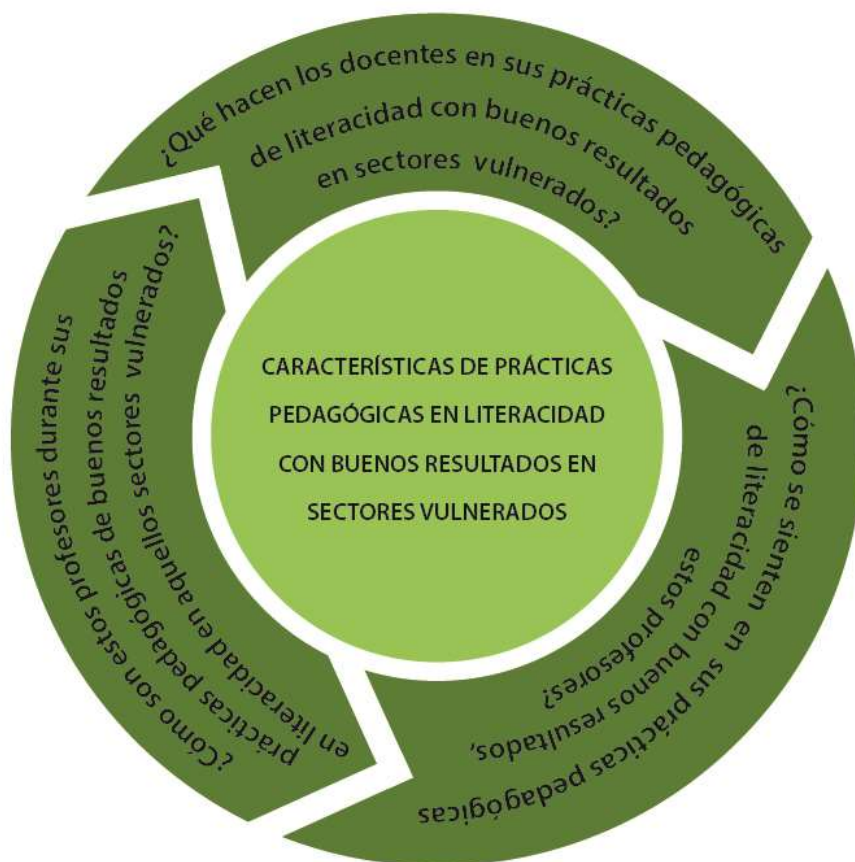 ¿Qué hacen los docentes en sus prácticas pedagógicas
de literacidad con buenos resultados
en sectores vulnerados?
¿Cómo se sienten en sus prácticas pedagógicas
de literacidad con buenos resultados,
estos profesores?
¿Cómo son estos profesores durante sus
prácticas pedagógicas de buenos resultados
en literacidad en aquellos sectores vulnerados?
CARACTERÍSTICAS DE PRÁCTICAS
PEDAGÓGICAS EN LITERACIDAD
CON BUENOS RESULTADOS EN
SECTORES VULNERADOS